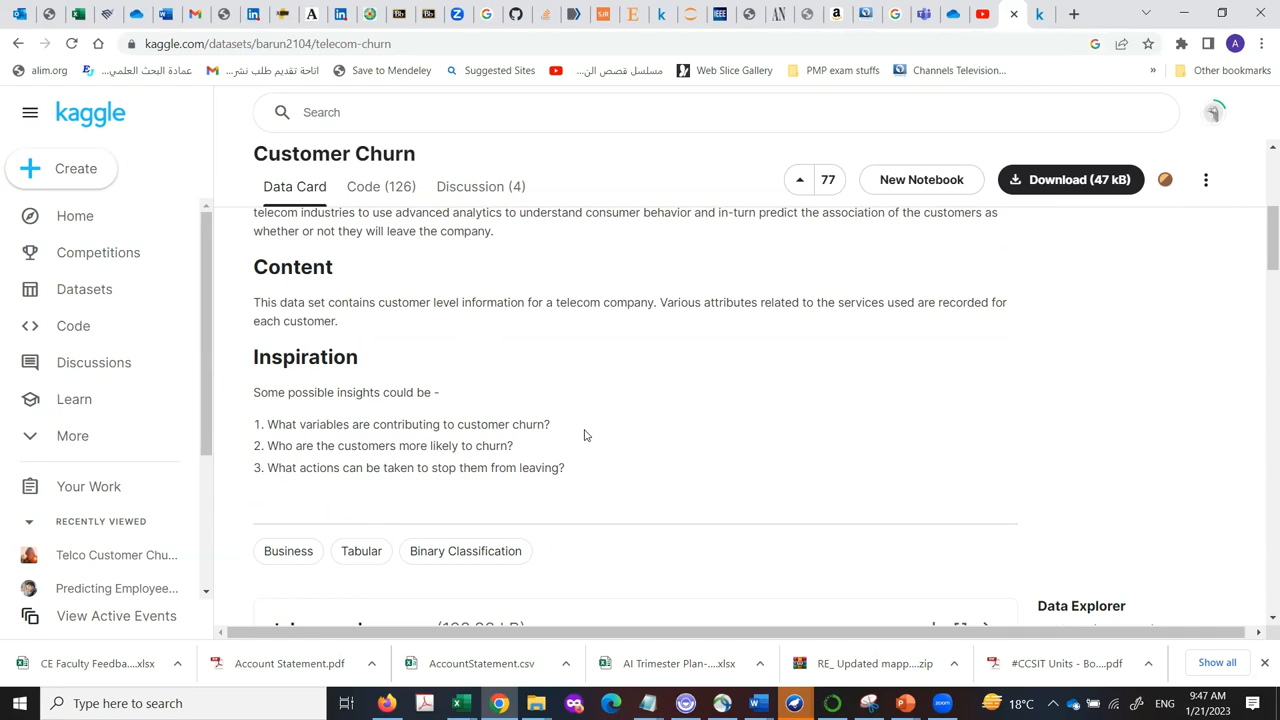 kaggle.com/datasets/barun2104/telecom-churn
alim.org
عمادة البحث العلمي...
اتاحة تقديم طلب نشر...
Save to Mendeley
Suggested Sites
مسلسل قصص الن...
Web Slice Gallery
PMP exam stuffs
Channels Televisíon...
»
Other bookmarks
kaggle
Search
Create
Home
Competitions
Datasets
Code
Discussions
Learn
More
Your Work
RECENTLY VIEWED
Telco Customer Chu...
Predicting Employee...
View Active Events
Customer Churn
Data Card
Code (126)
Discussion (4)
77
New Notebook
Download (47 kB)
telecom industries to use advanced analytics to understand consumer behavior and in-turn predict the association of the customers as
whether or not they will leave the company.
Content
This data set contains customer level information for a telecom company. Various attributes related to the services used are recorded for
each customer.
Inspiration
Some possible insights could be -
1. What variables are contributing to customer churn?
2. Who are the customers more likely to churn?
3. What actions can be taken to stop them from leaving?
Business
Tabular
Binary Classification
Data Explorer
CE Faculty Feedba....xlsx
Account Statement.pdf
AccountStatement.csv
AI Trimester Plan-....xlsx
RE_ Updated mapp....zip
#CCSIT Units - Bo....pdf
Show all
Type here to search
18°C
ENG
9:47 AM
1/21/2023